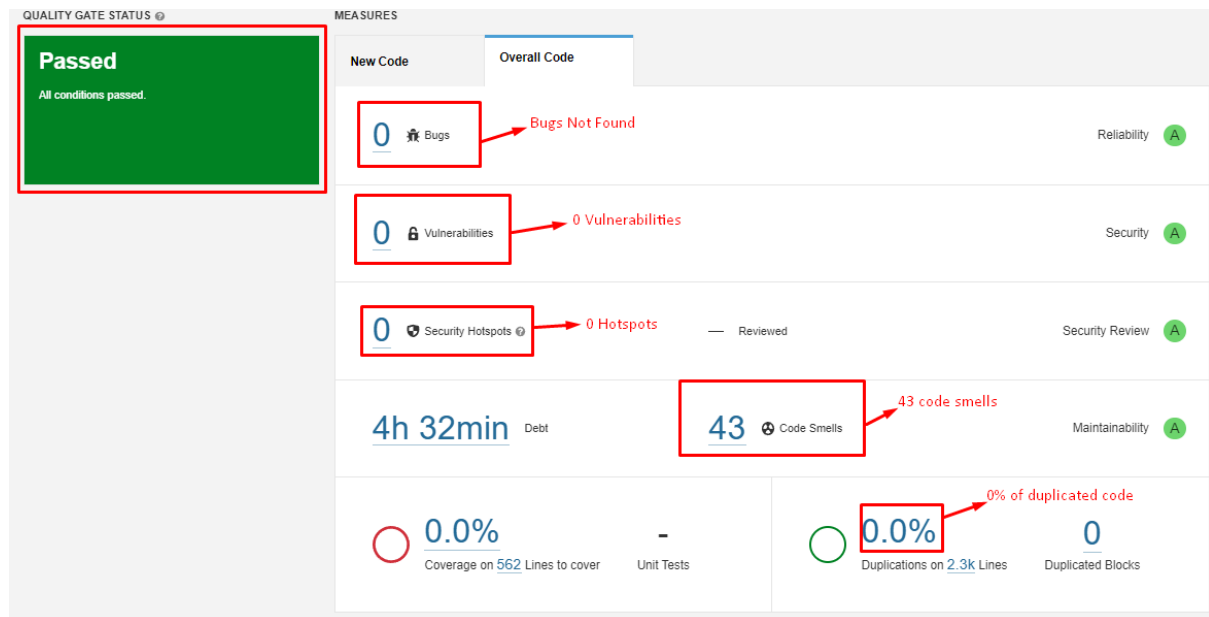 QUALITY GATE STATUS
MEASURES
Passed
All conditions passed.
New Code
Overall Code
0 Bugs
Bugs Not Found
Reliability A
0 Vulnerabilities
0 Vulnerabilities
Security A
0 Security Hotspots ?
0 Hotspots
— Reviewed
Security Review A
4h 32min Debt
43 Code Smells
43 code smells
Maintainability A
0% of duplicated code
0.0%
Coverage on 562 Lines to cover
-
Unit Tests
0.0%
Duplications on 2.3k Lines
0
Duplicated Blocks